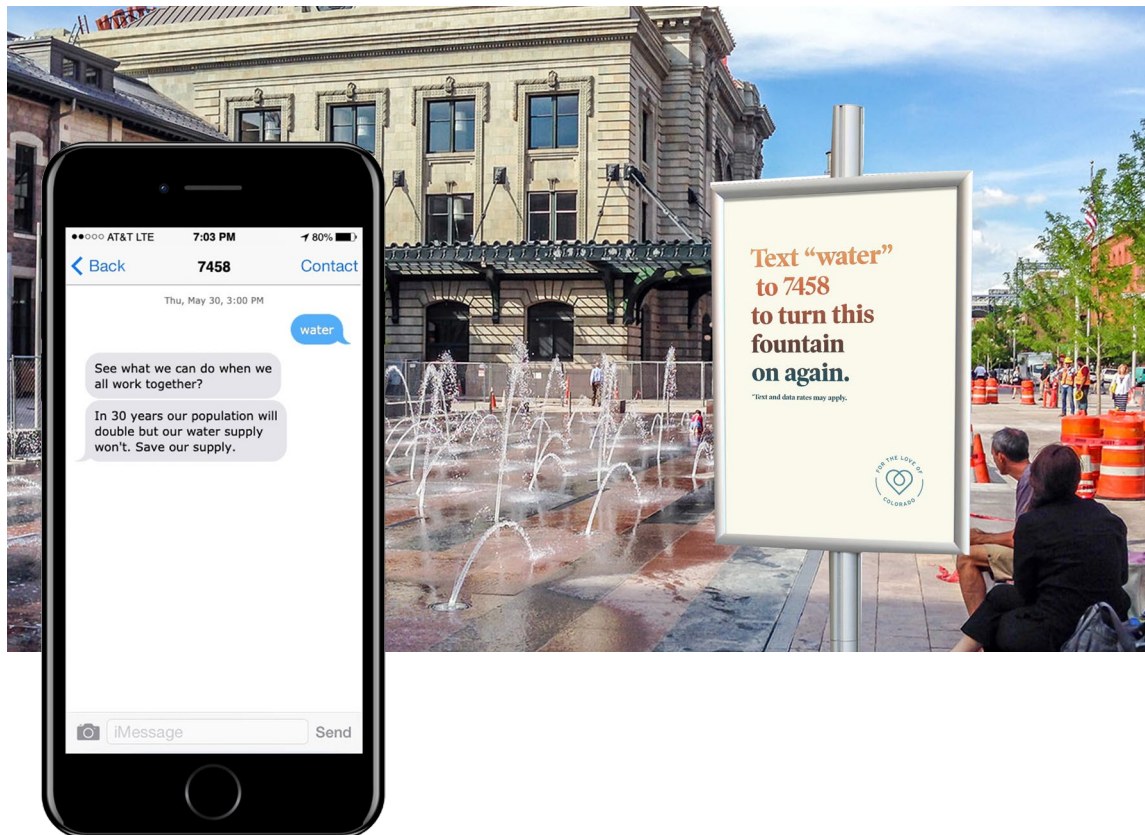 AT&T LTE
7:03 PM
80%
Back
7458
Contact
Thu, May 30, 3:00 PM
water
See what we can do when we
all work together?
In 30 years our population will
double but our water supply
won't. Save our supply.
iMessage
Send
Text “water”
to 7458
to turn this
fountain
on again.
*Text and data rates may apply.
FOR THE LOVE OF
COLORADO